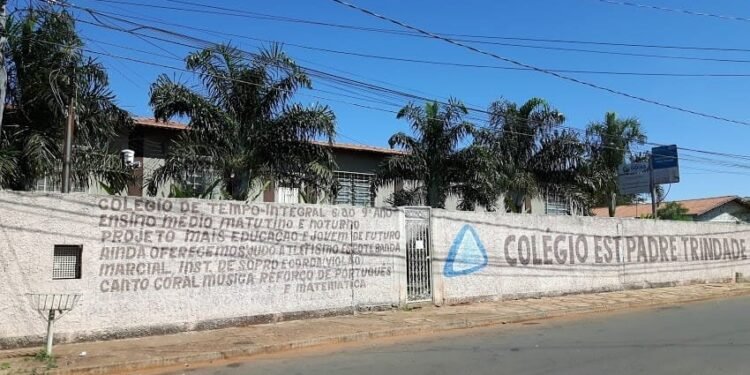 COLÉGIO DE TEMPO INTEGRAL 6 AO 9º ANO
ENSINO MÉDIO MATUTINO E NOTURNO
PROJETO MAIS EDUCAÇÃO E JOVEM DE FUTURO
AINDA OFERECEMOS JUDÔ ATLETISMO BANDA
MARCIAL, INST. DE SOPRO E CORDA: VIOLÃO
CANTO CORAL MÚSICA REFORÇO DE PORTUGUÊS
E MATEMÁTICA
COLÉGIO EST PADRE TRINDADE